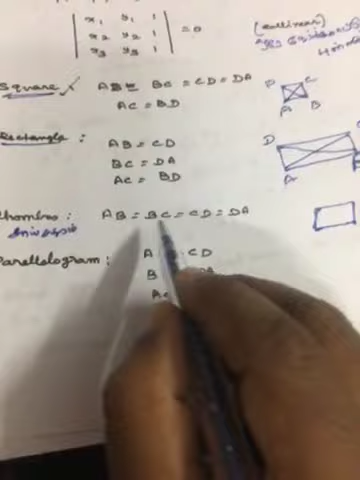 x₁ y₁ 1
x₂ y₂ 1 = 0
x₃ y₃ 1
(collinear)
Square AB = BC = CD = DA
AC = BD
D C
A B
Rectangle : AB = CD
BC = DA
AC = BD
D
A
Rhombus : AB = BC = CD = DA
Parallelogram : CD